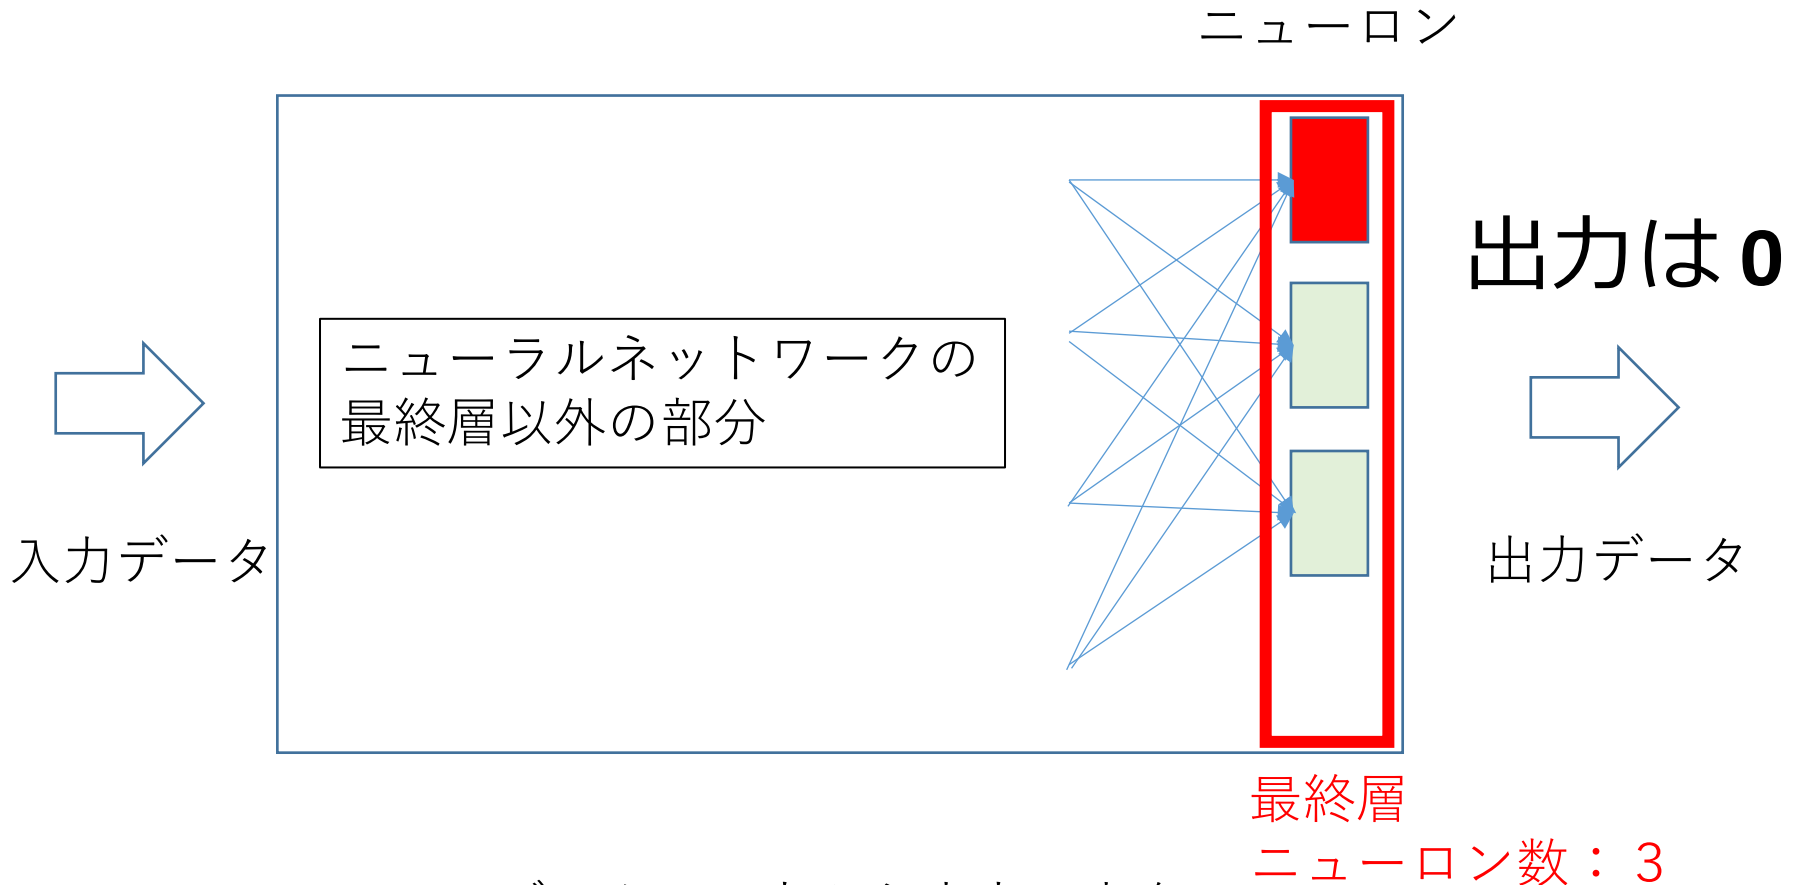 ニューロン
出力は 0
ニューラルネットワークの
最終層以外の部分
入力データ
出力データ
最終層
ニューロン数：３